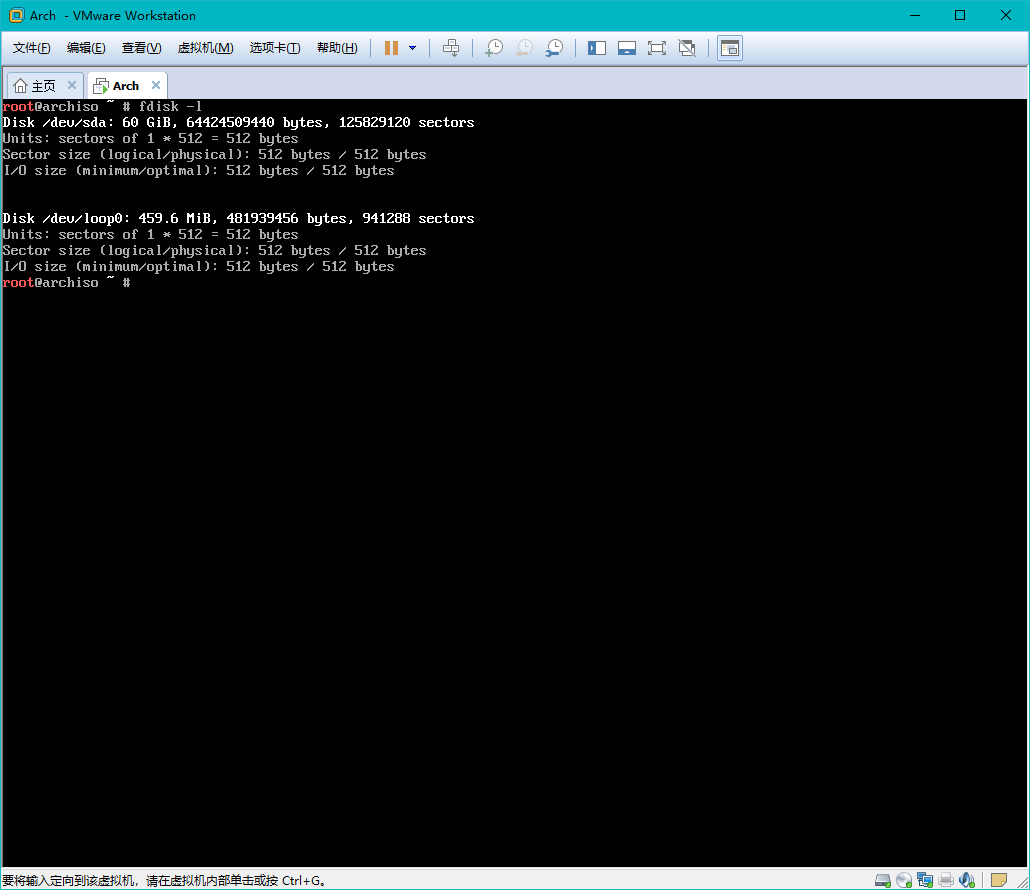 Arch - VMware Workstation
文件(F) 编辑(E) 查看(V) 虚拟机(M) 选项卡(T) 帮助(H)
主页 Arch
root@archiso ~ # fdisk -l
Disk /dev/sda: 60 GiB, 64424509440 bytes, 125829120 sectors
Units: sectors of 1 * 512 = 512 bytes
Sector size (logical/physical): 512 bytes / 512 bytes
I/O size (minimum/optimal): 512 bytes / 512 bytes
Disk /dev/loop0: 459.6 MiB, 481939456 bytes, 941288 sectors
Units: sectors of 1 * 512 = 512 bytes
Sector size (logical/physical): 512 bytes / 512 bytes
I/O size (minimum/optimal): 512 bytes / 512 bytes
root@archiso ~ #
要将输入定向到该虚拟机，请在虚拟机内部单击或按 Ctrl+G。